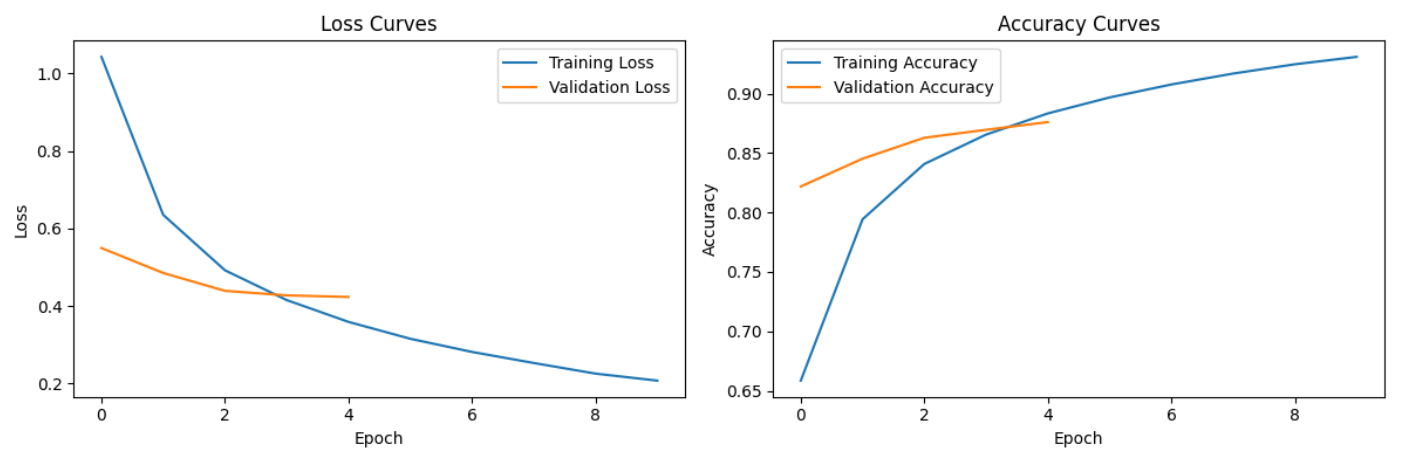 Loss Curves
Training Loss
Validation Loss
Loss
1.0
0.8
0.6
0.4
0.2
0 2 4 6 8
Epoch
Accuracy Curves
Training Accuracy
Validation Accuracy
Accuracy
0.90
0.85
0.80
0.75
0.70
0.65
0 2 4 6 8
Epoch